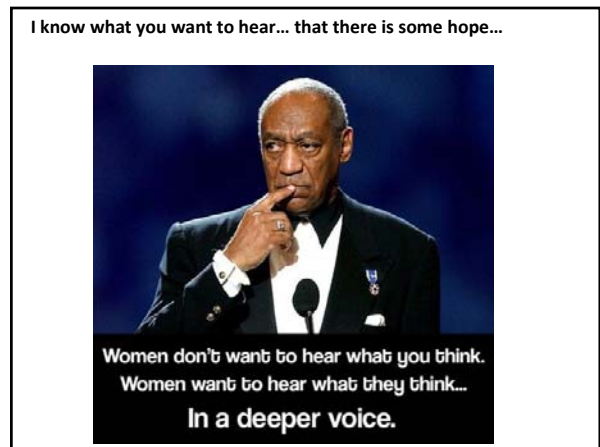 I know what you want to hear… that there is some hope…
Women don't want to hear what you think.
Women want to hear what they think...
In a deeper voice.